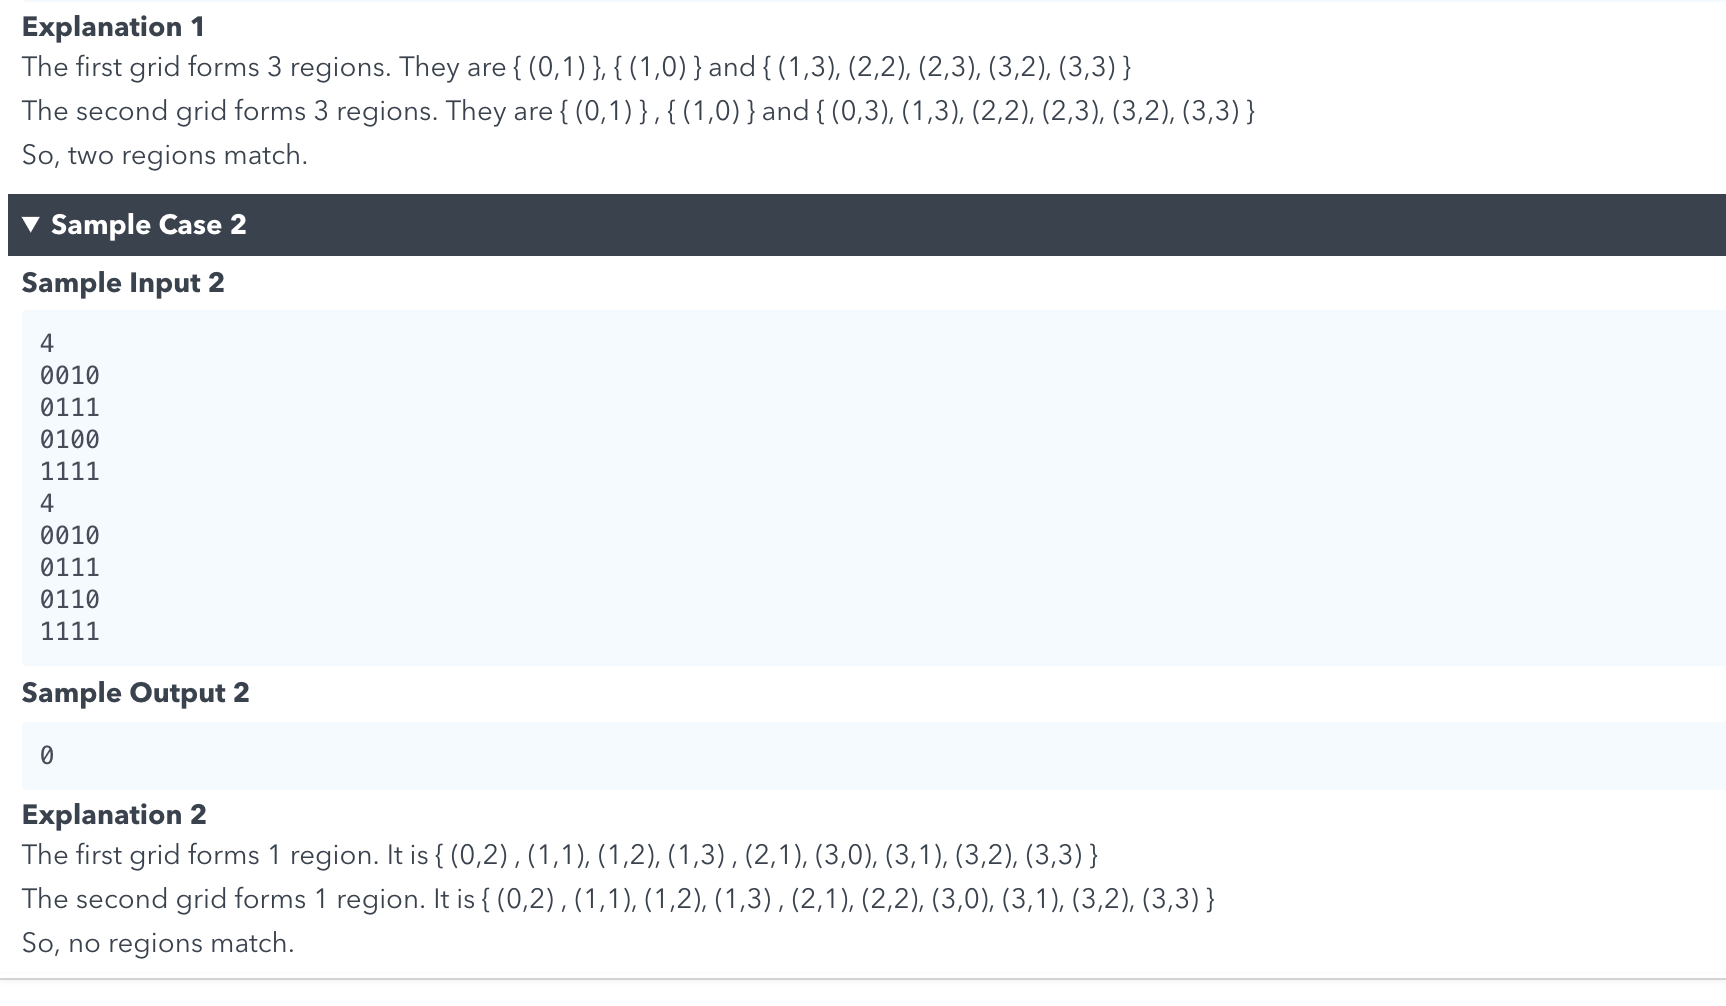 Explanation 1
The first grid forms 3 regions. They are { (0,1) }, { (1,0) } and { (1,3), (2,2), (2,3), (3,2), (3,3) }
The second grid forms 3 regions. They are { (0,1) } , { (1,0) } and { (0,3), (1,3), (2,2), (2,3), (3,2), (3,3) }
So, two regions match.
▼ Sample Case 2
Sample Input 2
4
0010
0111
0100
1111
4
0010
0111
0110
1111
Sample Output 2
0
Explanation 2
The first grid forms 1 region. It is { (0,2) , (1,1), (1,2), (1,3) , (2,1), (3,0), (3,1), (3,2), (3,3) }
The second grid forms 1 region. It is { (0,2) , (1,1), (1,2), (1,3) , (2,1), (2,2), (3,0), (3,1), (3,2), (3,3) }
So, no regions match.